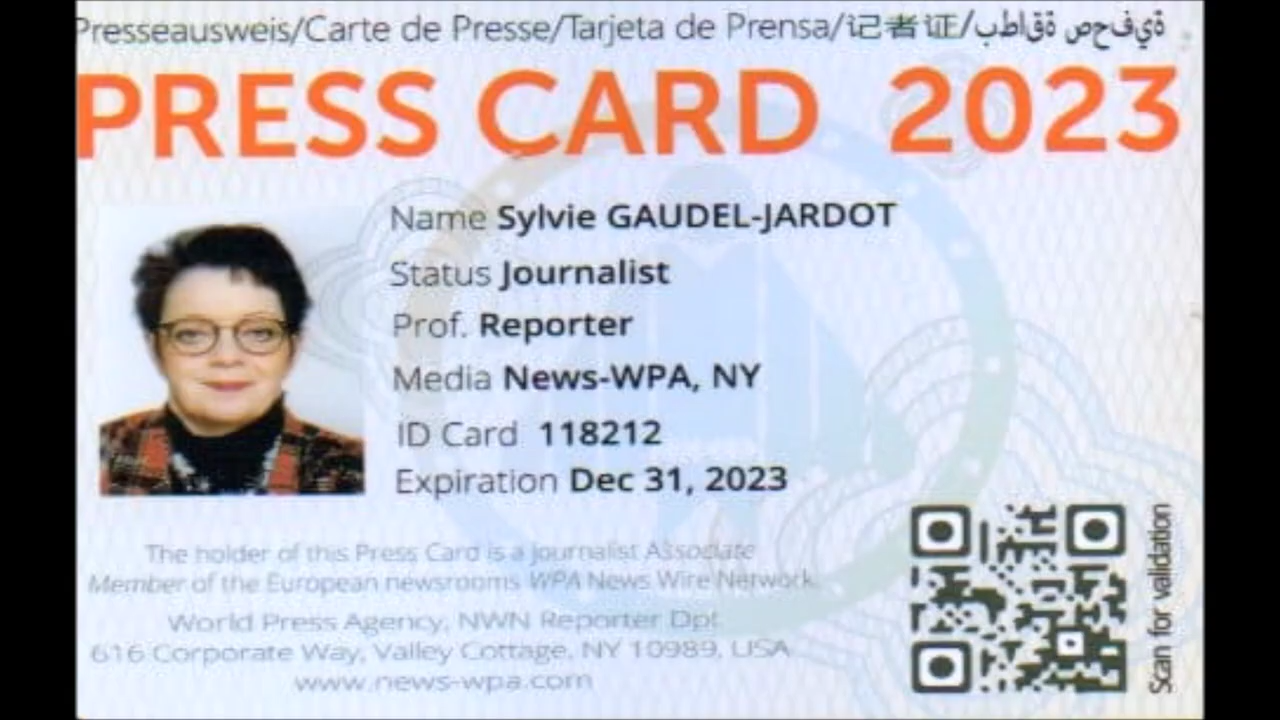 Presseausweis/Carte de Presse/Tarjeta de Prensa/记者证/ةيفحص ةقاطب
PRESS CARD 2023
Name Sylvie GAUDEL-JARDOT
Status Journalist
Prof. Reporter
Media News-WPA, NY
ID Card 118212
Expiration Dec 31, 2023
The holder of this Press Card is a journalist Associate
Member of the European newsrooms WPA News Wire Network.
World Press Agency, NWN Reporter Dpt.
616 Corporate Way, Valley Cottage, NY 10989, USA
www.news-wpa.com
Scan for validation